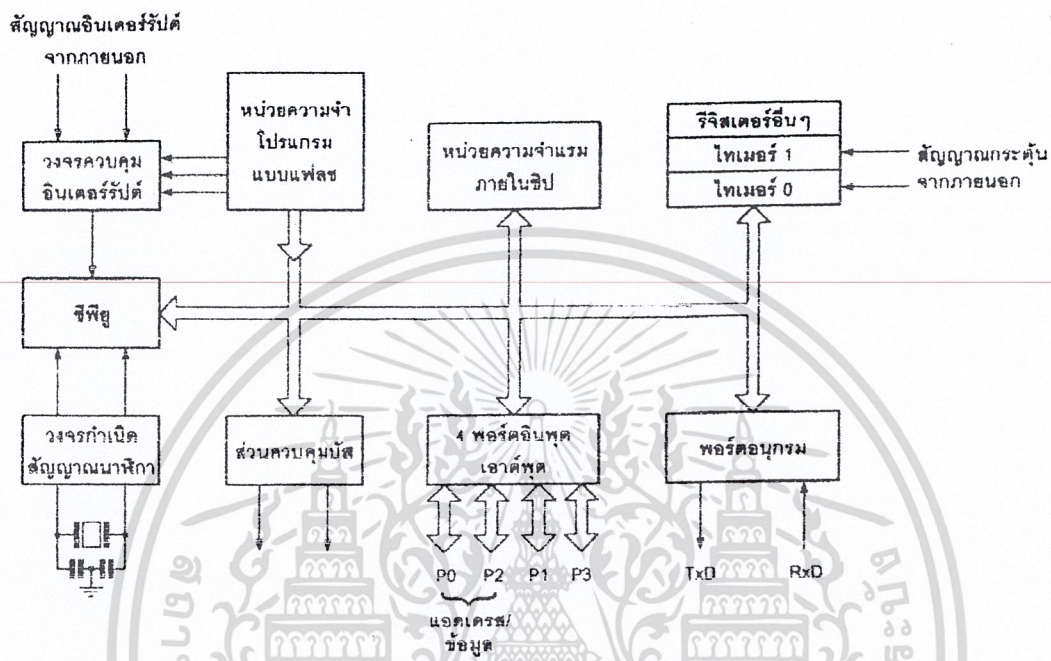 สัญญาณอินเตอร์รัปต์
จากภายนอก
วงจรควบคุม
อินเตอร์รัปต์
หน่วยความจำ
โปรแกรม
แบบแฟลช
หน่วยความจำแรม
ภายในชิป
รีจิสเตอร์อื่นๆ
ไทเมอร์ 1
ไทเมอร์ 0
สัญญาณกระตุ้น
จากภายนอก
ซีพียู
วงจรกำเนิด
สัญญาณนาฬิกา
ส่วนควบคุมบัส
4 พอร์ตอินพุต
เอาต์พุต
พอร์ตอนุกรม
P0 P2 P1 P3
TxD RxD
แอดเดรส/
ข้อมูล